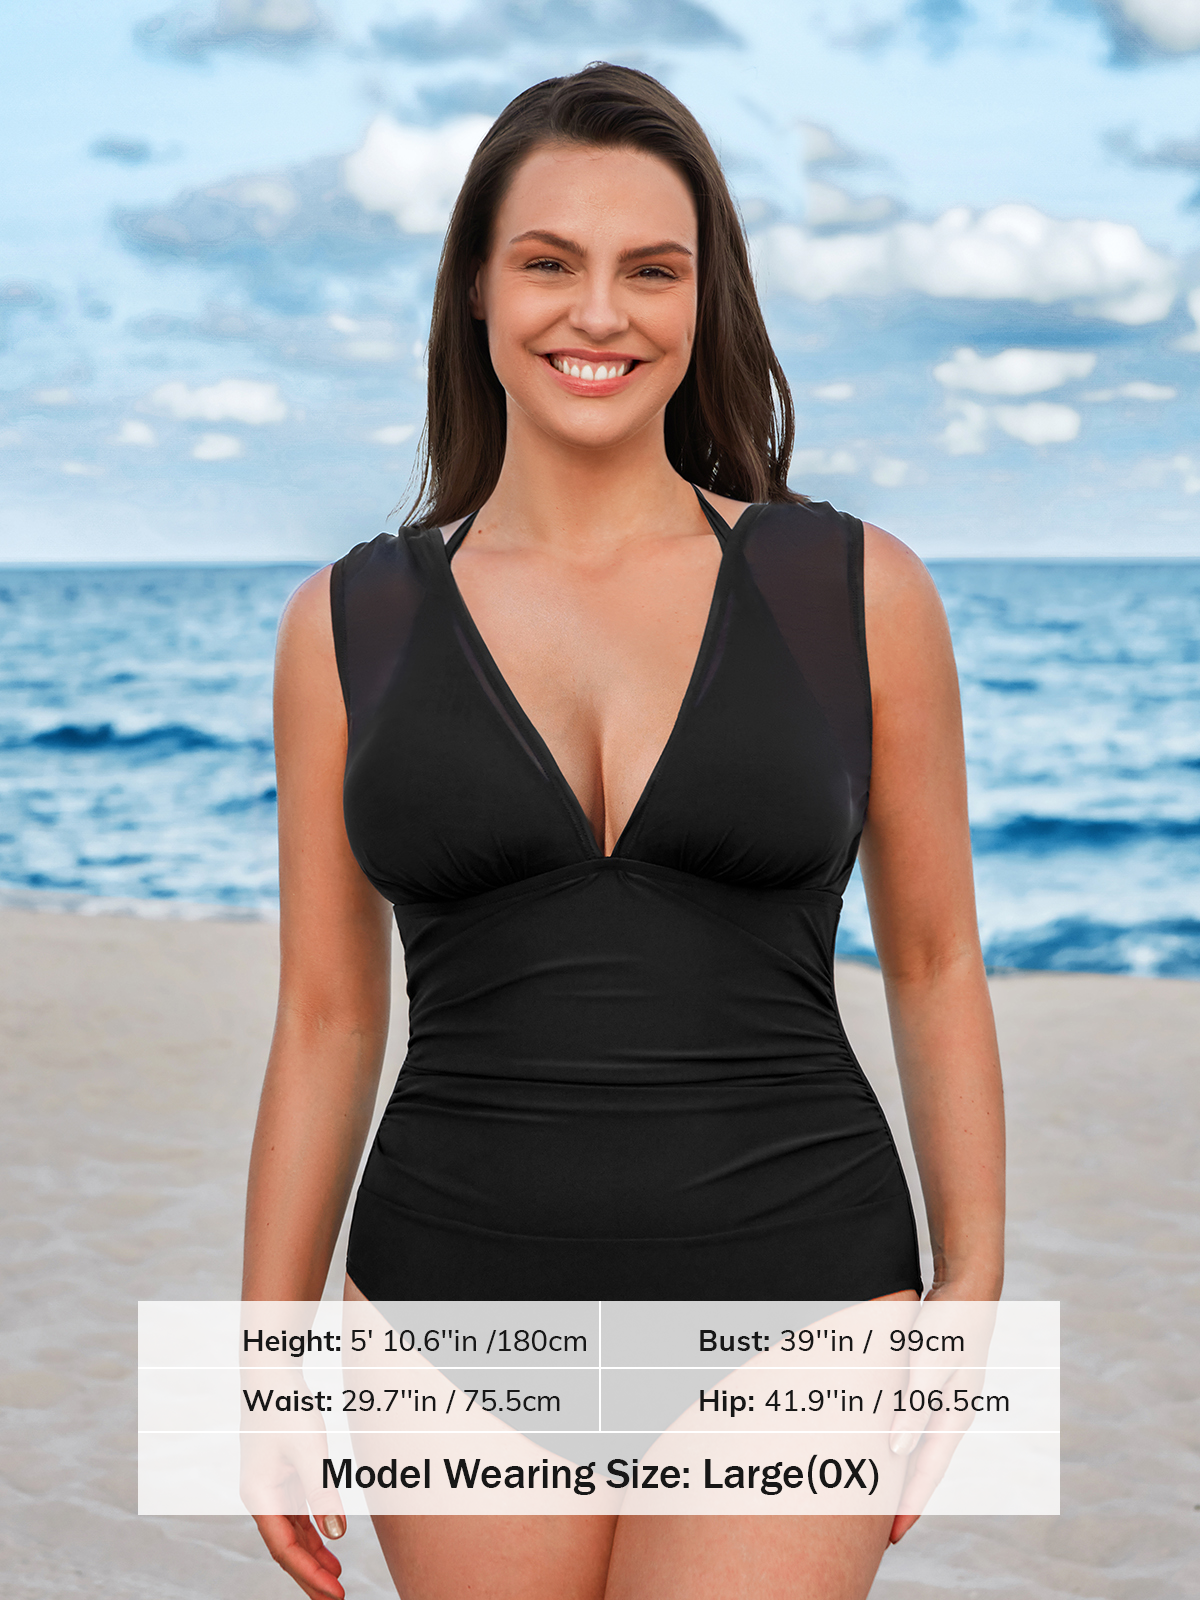 Height: 5' 10.6''in /180cm
Bust: 39''in / 99cm
Waist: 29.7''in / 75.5cm
Hip: 41.9''in / 106.5cm
Model Wearing Size: Large(0X)